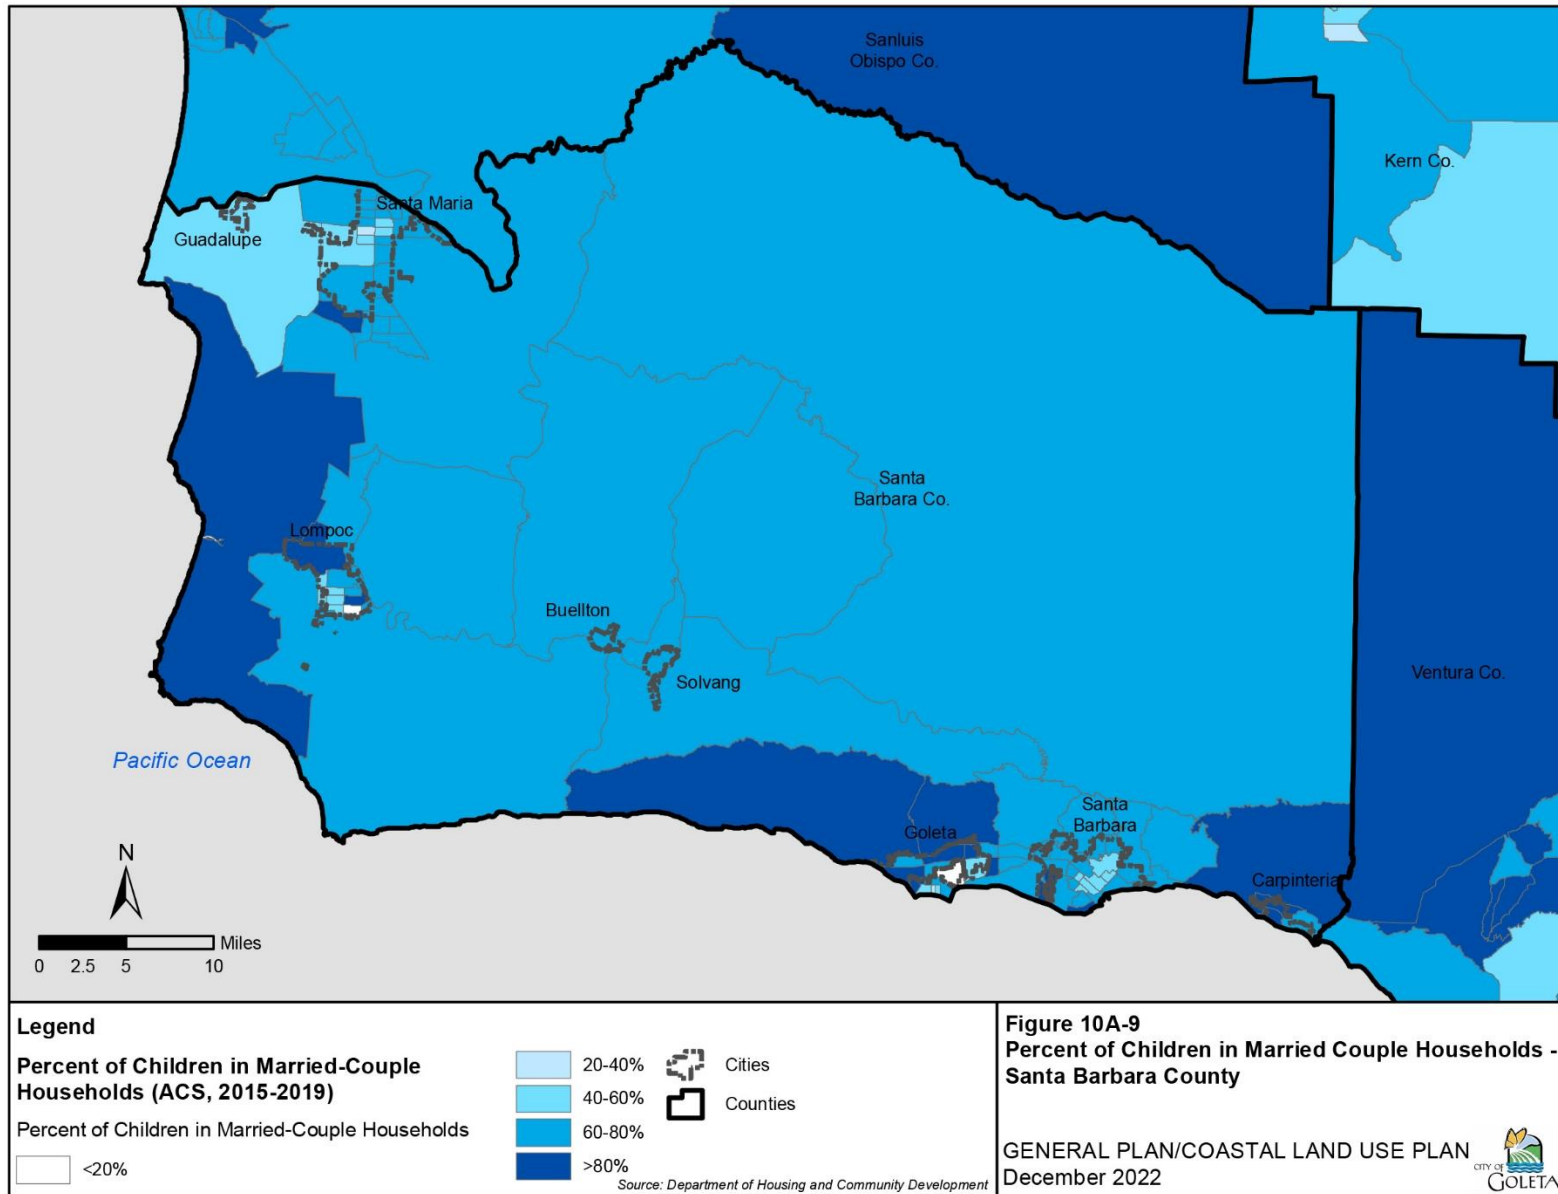 Sanluis
Obispo Co.
Kern Co.
Santa Maria
Guadalupe
Santa
Barbara Co.
Lompoc
Buellton
Solvang
Ventura Co.
Pacific Ocean
Santa
Barbara
Goleta
Carpinteria
N
Miles
0 2.5 5 10
Legend
Percent of Children in Married-Couple
Households (ACS, 2015-2019)
Percent of Children in Married-Couple Households
<20%
20-40%
40-60%
60-80%
>80%
Cities
Counties
Source: Department of Housing and Community Development
Figure 10A-9
Percent of Children in Married Couple Households -
Santa Barbara County
GENERAL PLAN/COASTAL LAND USE PLAN
December 2022
CITY OF
GOLETA